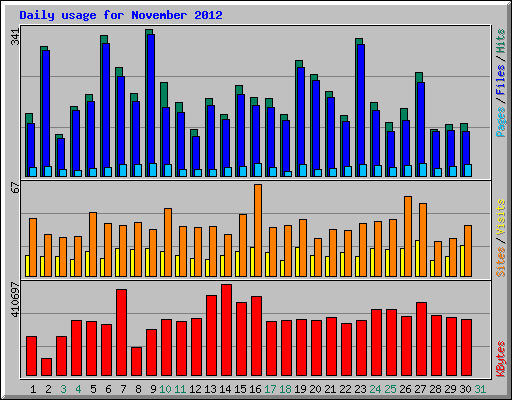 Daily usage for November 2012
341
Pages / Files / Hits
67
Sites / Visits
410697
KBytes
1 2 3 4 5 6 7 8 9 10 11 12 13 14 15 16 17 18 19 20 21 22 23 24 25 26 27 28 29 30 31